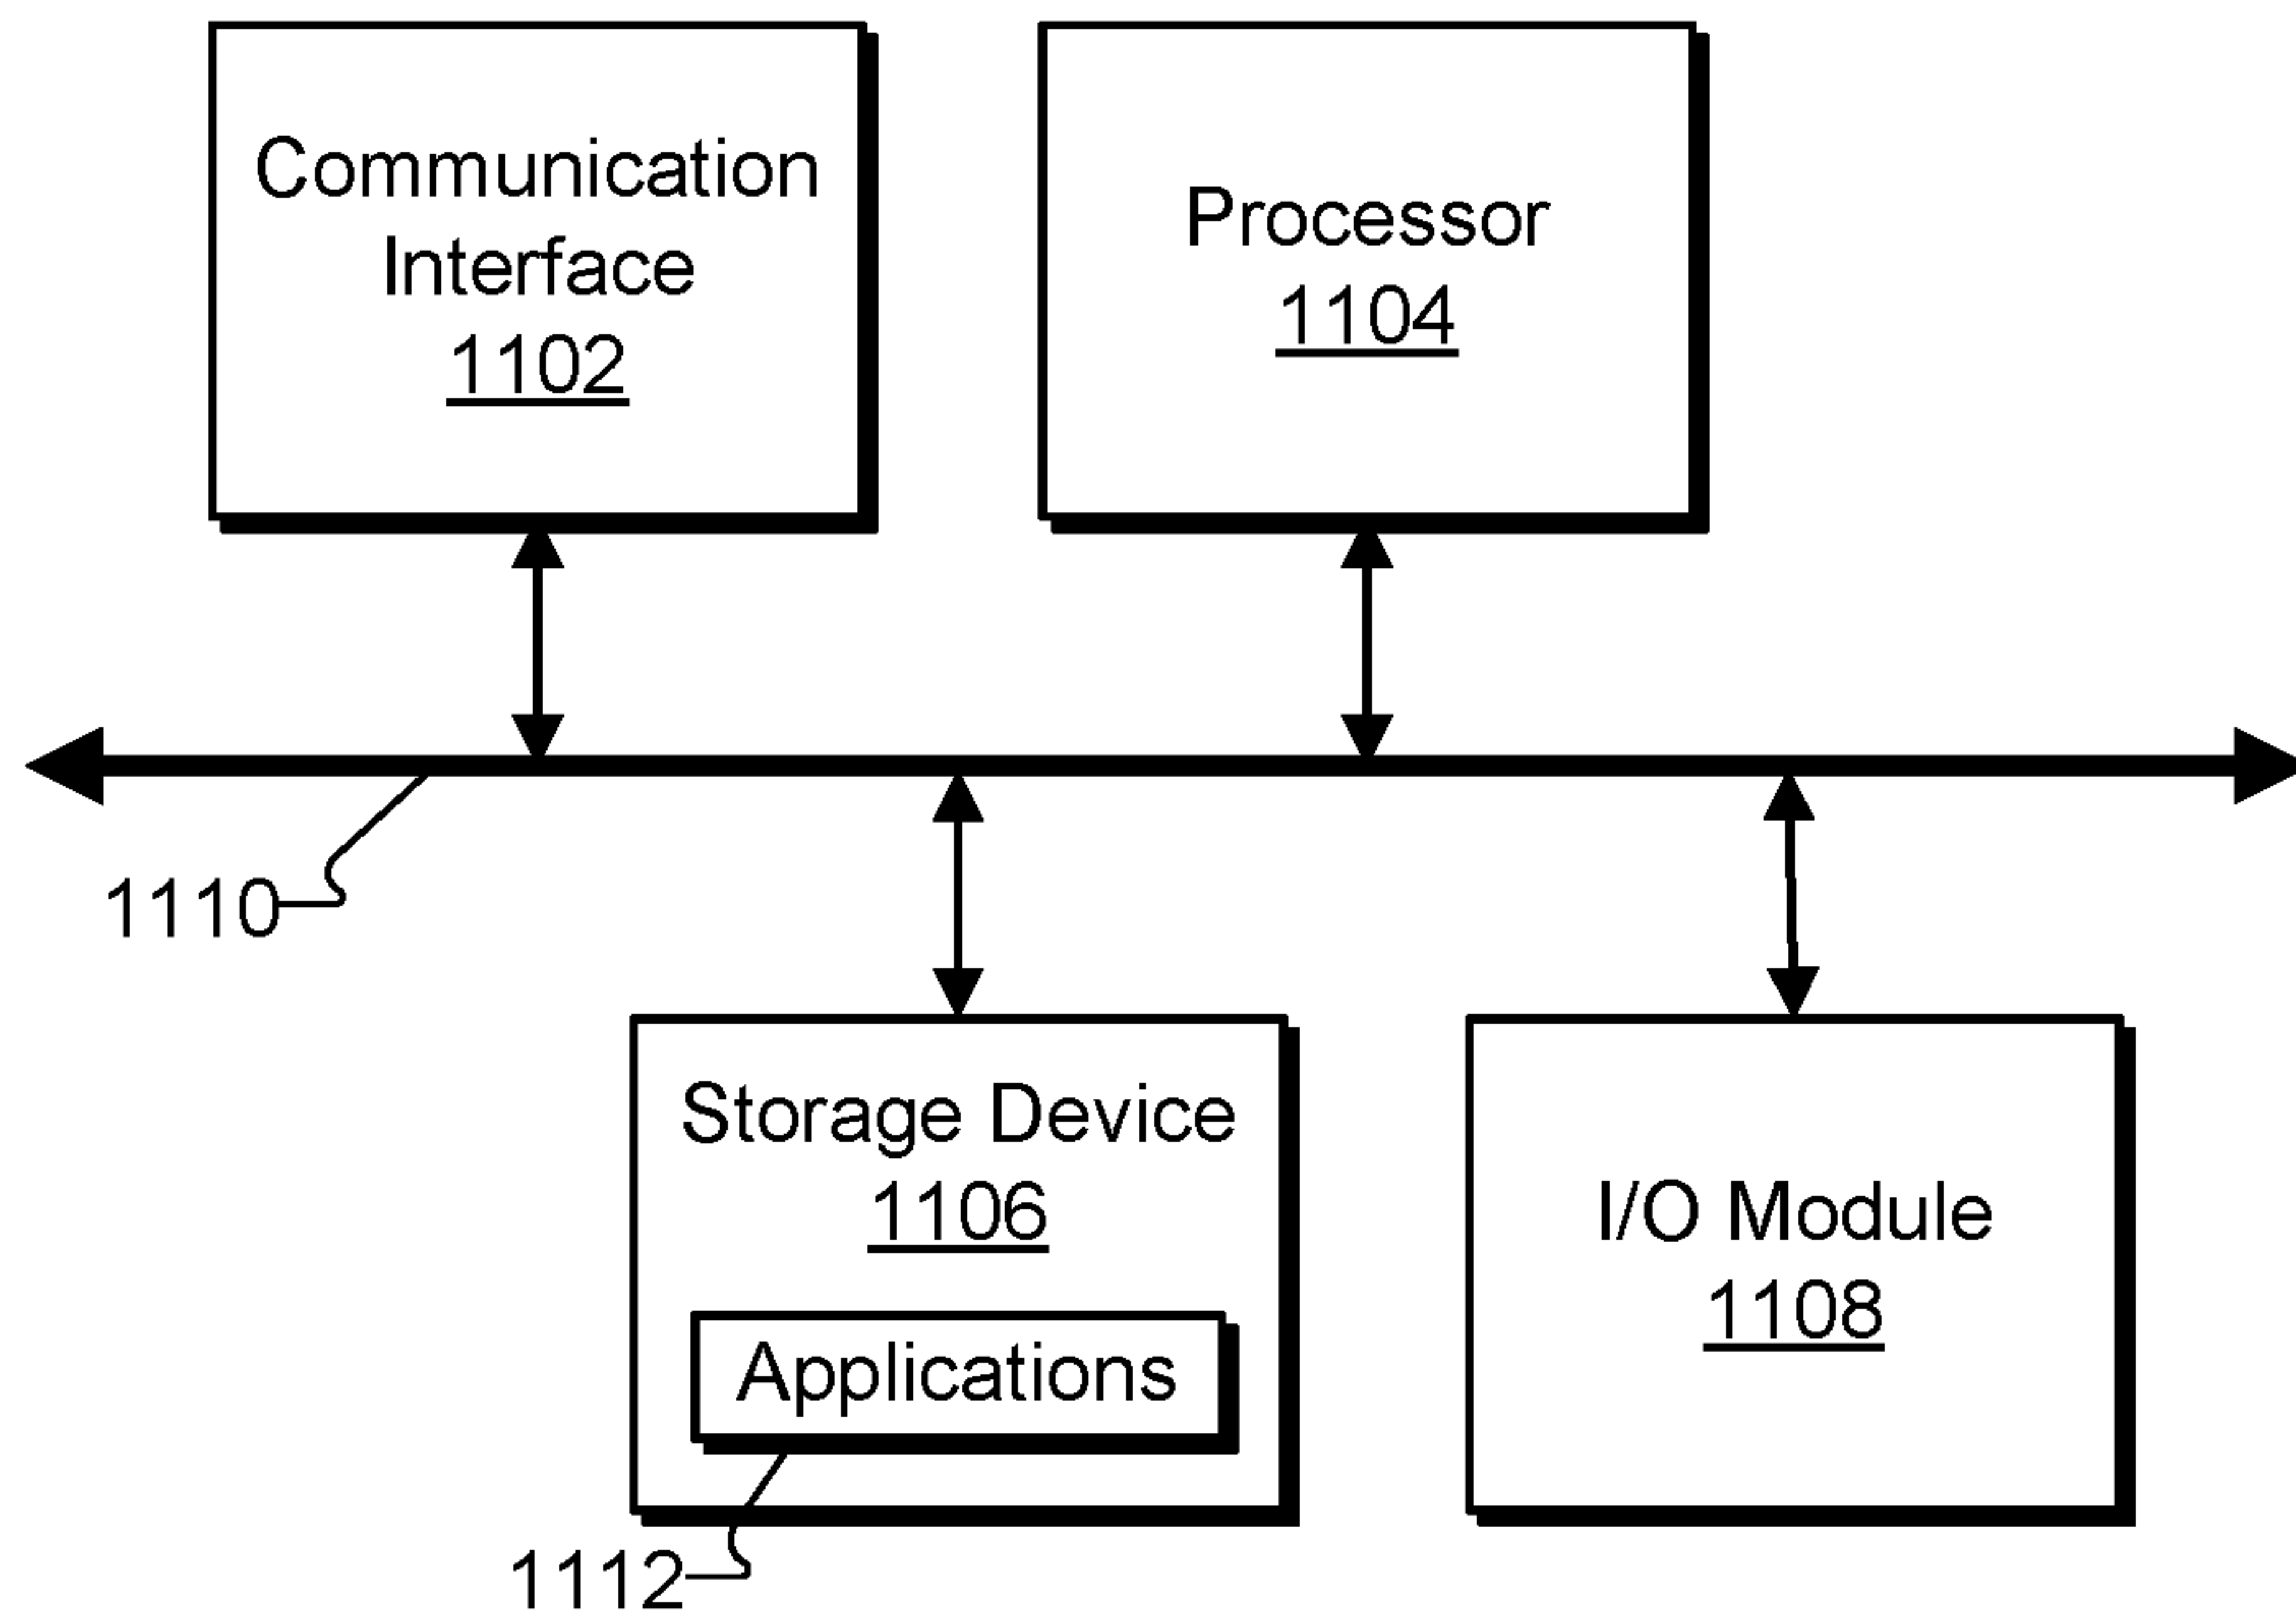 Communication
Interface
1102
Processor
1104
1110
Storage Device
1106
Applications
1112
I/O Module
1108